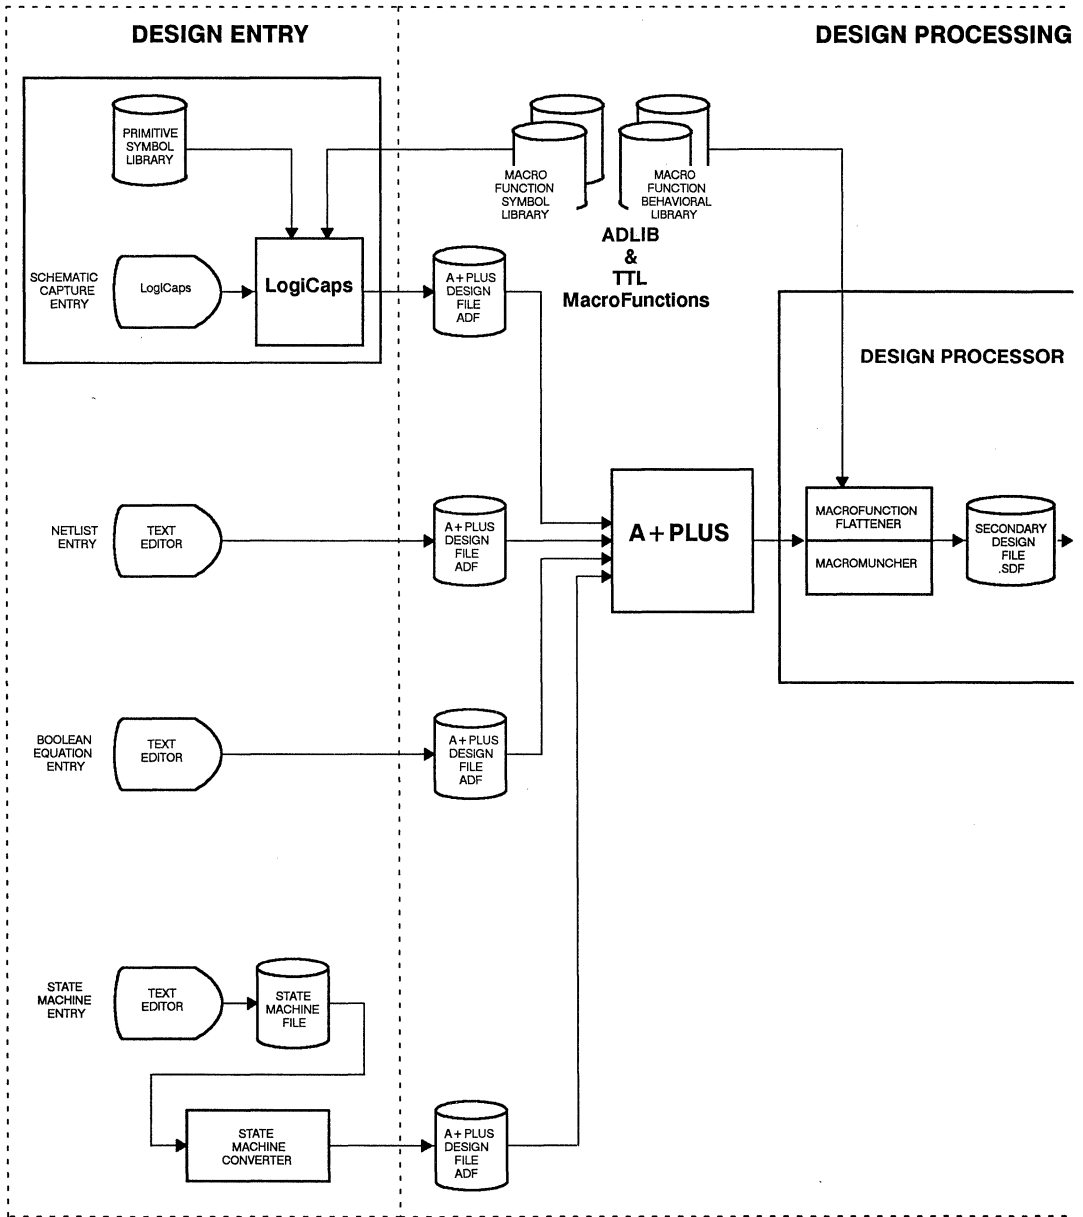 DESIGN ENTRY
DESIGN PROCESSING
PRIMITIVE
SYMBOL
LIBRARY
MACRO
FUNCTION
SYMBOL
LIBRARY
MACRO
FUNCTION
BEHAVIORAL
LIBRARY
ADLIB
&
TTL
MacroFunctions
SCHEMATIC
CAPTURE
ENTRY
LogICaps
LogiCaps
A+PLUS
DESIGN
FILE
ADF
DESIGN PROCESSOR
NETLIST
ENTRY
TEXT
EDITOR
A+PLUS
DESIGN
FILE
ADF
A+PLUS
MACROFUNCTION
FLATTENER
MACROMUNCHER
SECONDARY
DESIGN
FILE
.SDF
BOOLEAN
EQUATION
ENTRY
TEXT
EDITOR
A+PLUS
DESIGN
FILE
ADF
STATE
MACHINE
ENTRY
TEXT
EDITOR
STATE
MACHINE
FILE
STATE
MACHINE
CONVERTER
A+PLUS
DESIGN
FILE
ADF